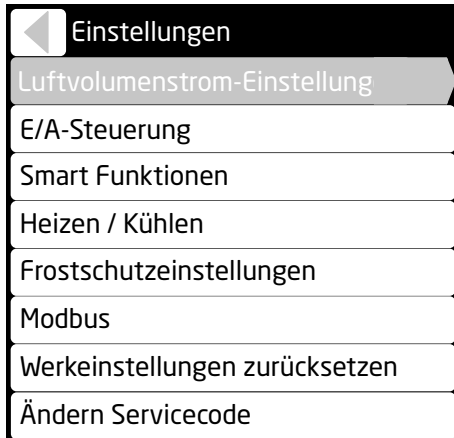 Einstellungen
Luftvolumenstrom-Einstellung
E/A-Steuerung
Smart Funktionen
Heizen / Kühlen
Frostschutzeinstellungen
Modbus
Werkeinstellungen zurücksetzen
Ändern Servicecode